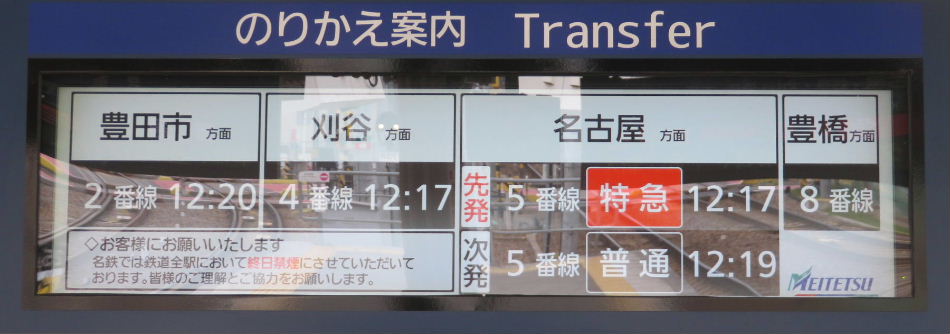 のりかえ案内 Transfer
豊田市 方面 刈谷 方面 名古屋 方面 豊橋 方面
2 番線 12:20 4 番線 12:17 先発 5 番線 特急 12:17 8 番線
◇お客様にお願いいたします
名鉄では鉄道全駅において終日禁煙にさせていただいて
おります。皆様のご理解とご協力をお願いします。
次発 5 番線 普通 12:19
MEITETSU